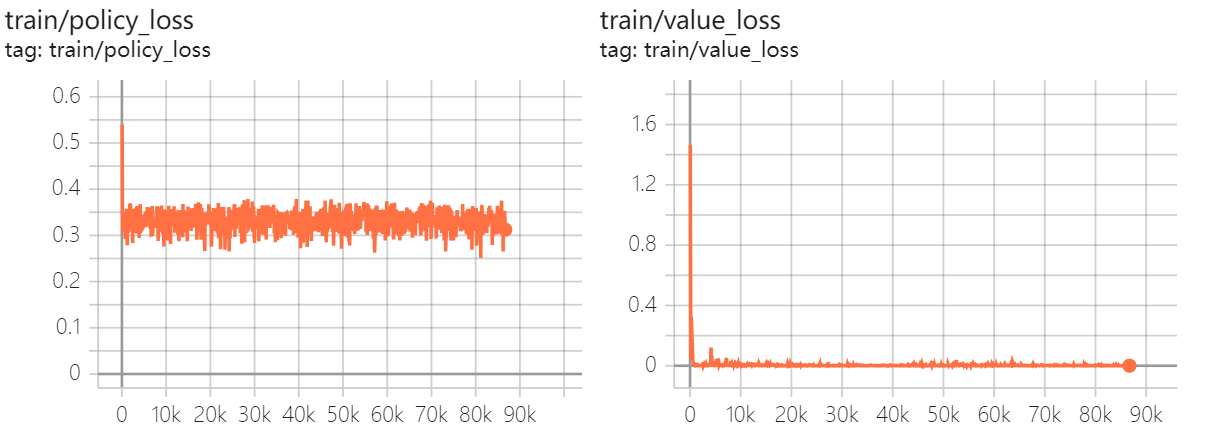 train/policy_loss
tag: train/policy_loss
0.6
0.5
0.4
0.3
0.2
0.1
0
0 10k 20k 30k 40k 50k 60k 70k 80k 90k
train/value_loss
tag: train/value_loss
1.6
1.2
0.8
0.4
0
0 10k 20k 30k 40k 50k 60k 70k 80k 90k